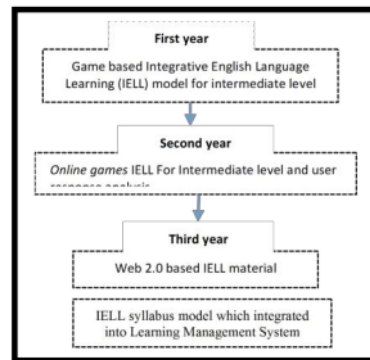 First year
Game based Integrative English Language
Learning (IELL) model for intermediate level
Second year
Online games IELL For Intermediate level and user
response analysis
Third year
Web 2.0 based IELL material
IELL syllabus model which integrated
into Learning Management System